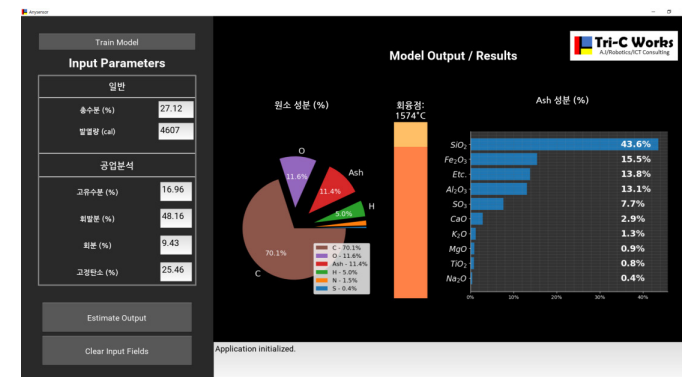 Anysensor
Train Model
Input Parameters
일반
총수분 (%)
27.12
발열량 (cal)
4607
공업분석
고유수분 (%)
16.96
휘발분 (%)
48.16
회분 (%)
9.43
고정탄소 (%)
25.46
Estimate Output
Clear Input Fields
Model Output / Results
Tri-C Works
A.I/Robotics/ICT Consulting
원소 성분 (%)
O
11.6%
Ash
11.4%
H
5.0%
70.1%
C
C - 70.1%
O - 11.6%
Ash - 11.4%
H - 5.0%
N - 1.5%
S - 0.4%
회융점:
1574°C
Ash 성분 (%)
SiO₂
43.6%
Fe₂O₃
15.5%
Etc.
13.8%
Al₂O₃
13.1%
SO₃
7.7%
CaO
2.9%
K₂O
1.3%
MgO
0.9%
TiO₂
0.8%
Na₂O
0.4%
0%
10%
20%
30%
40%
Application initialized.